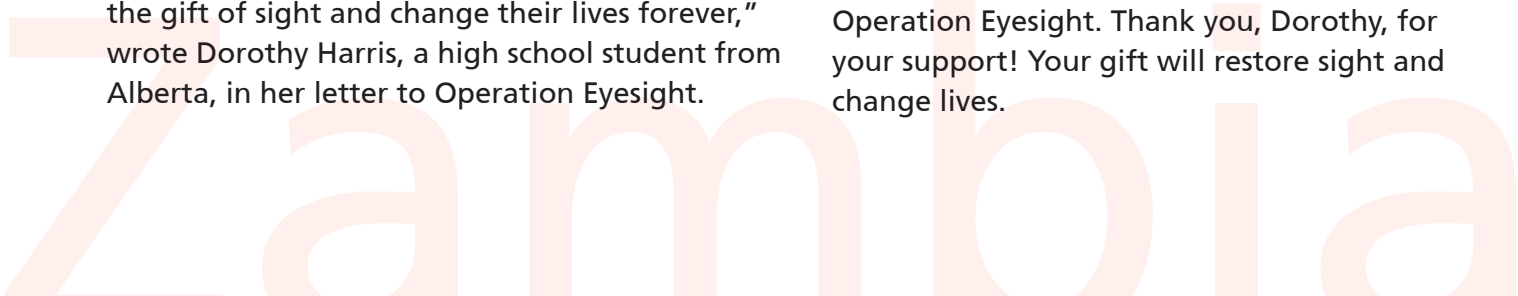 the gift of sight and change their lives forever,”
wrote Dorothy Harris, a high school student from
Alberta, in her letter to Operation Eyesight.
Operation Eyesight. Thank you, Dorothy, for
your support! Your gift will restore sight and
change lives.
Zambia